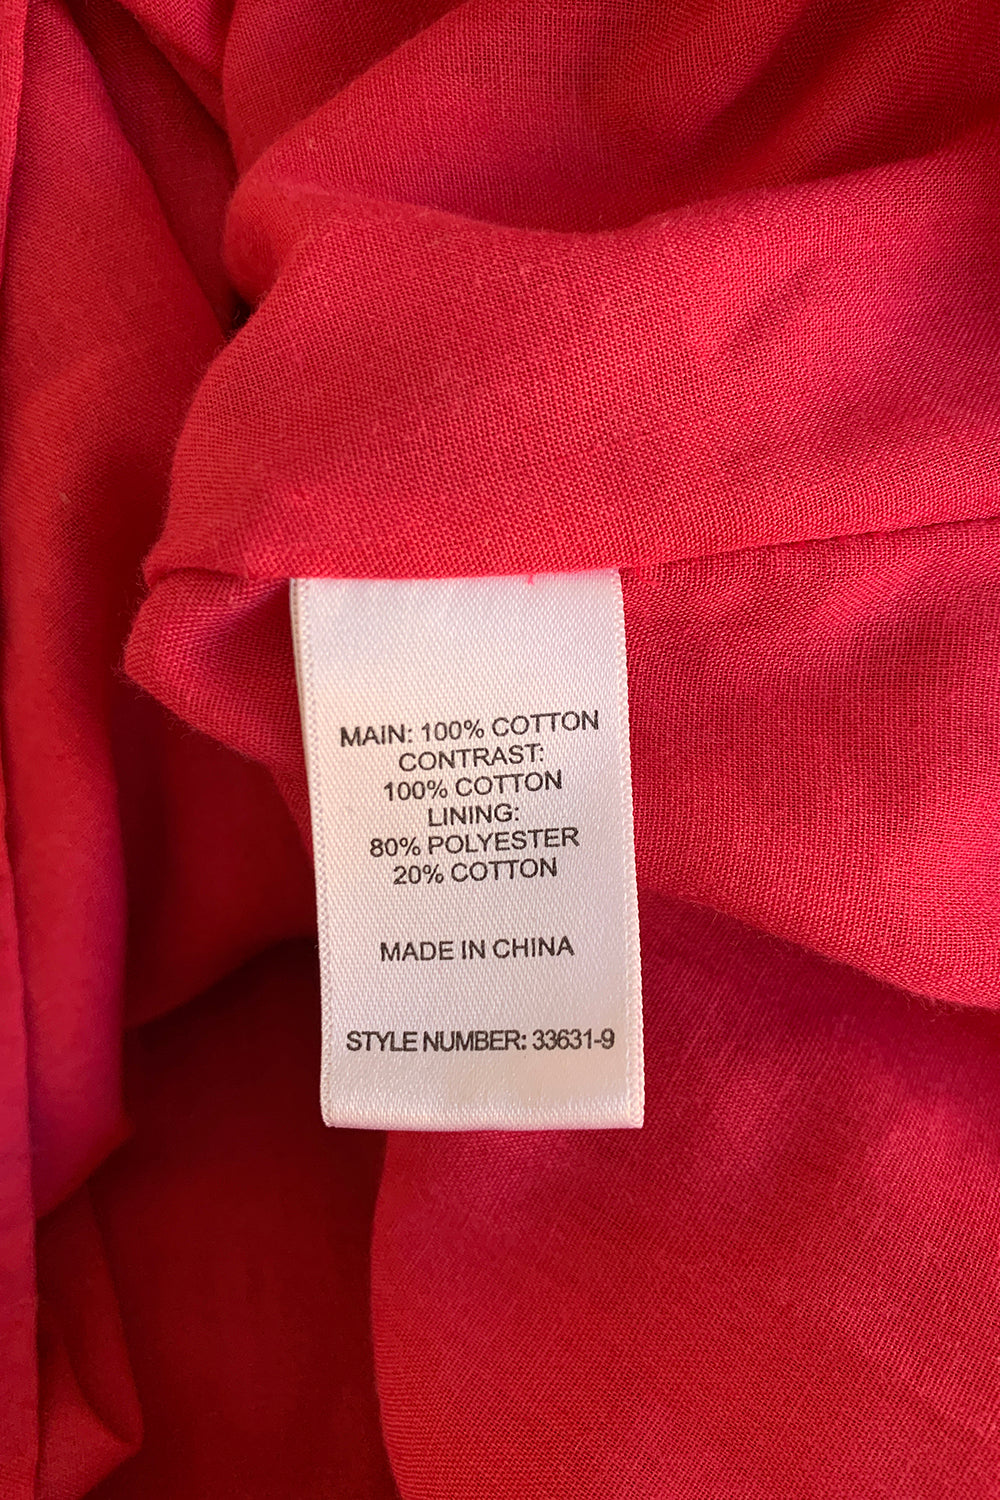 MAIN: 100% COTTON
CONTRAST:
100% COTTON
LINING:
80% POLYESTER
20% COTTON
MADE IN CHINA
STYLE NUMBER: 33631-9